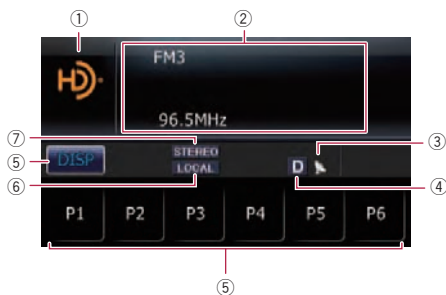 ① ②
FM3
HD
96.5MHz
⑦ STEREO ③
⑤ DISP D
⑥ LOCAL ④
P1 P2 P3 P4 P5 P6
⑤